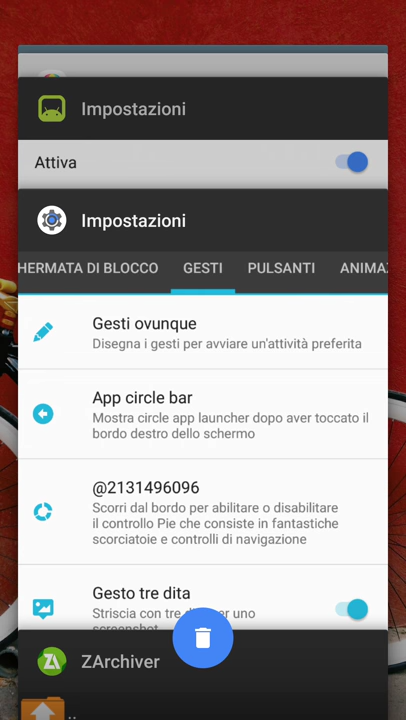 Impostazioni
Attiva
Impostazioni
HERMATA DI BLOCCO GESTI PULSANTI ANIMA
Gesti ovunque
Disegna i gesti per avviare un'attività preferita
App circle bar
Mostra circle app launcher dopo aver toccato il
bordo destro dello schermo
@2131496096
Scorri dal bordo per abilitare o disabilitare
il controllo Pie che consiste in fantastiche
scorciatoie e controlli di navigazione
Gesto tre dita
Striscia con tre di er uno
screenshot
ZArchiver
..